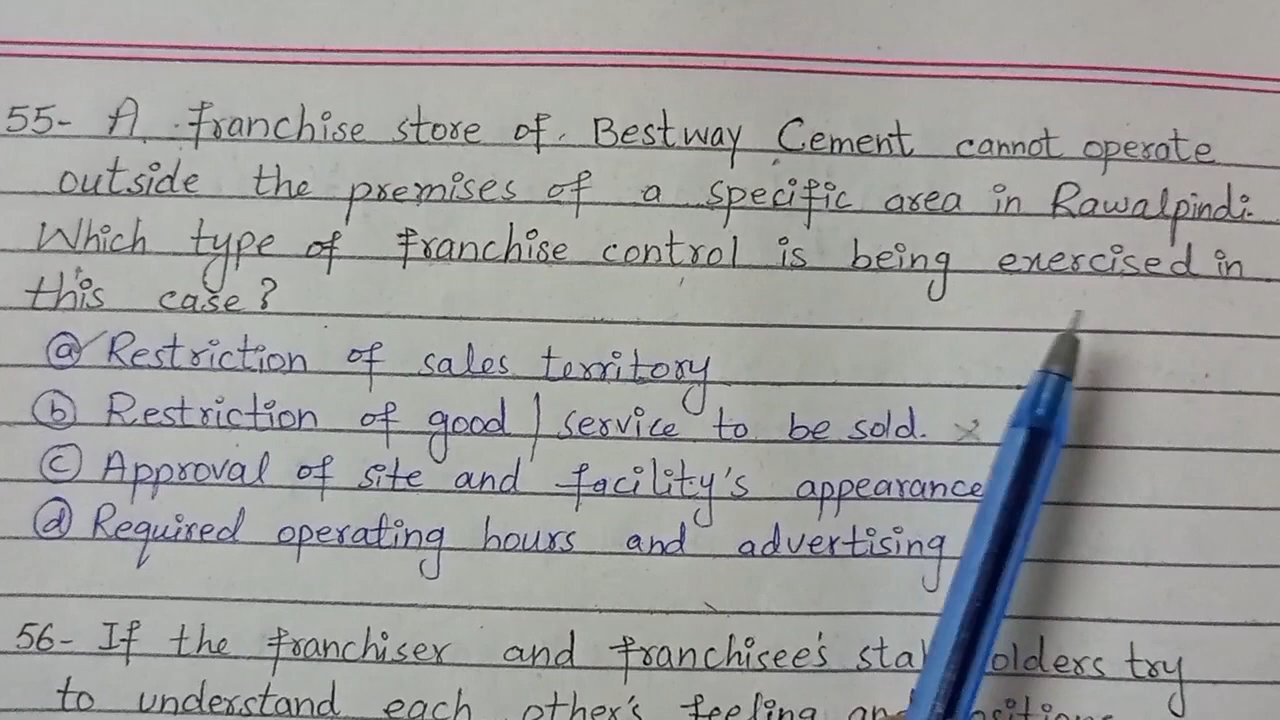 55- A franchise store of Bestway Cement cannot operate
outside the premises of a specific area in Rawalpindi.
Which type of franchise control is being exercised in
this case?
(a) Restriction of sales territory
(b) Restriction of good / service to be sold. x
(c) Approval of site and facility's appearance
(d) Required operating hours and advertising
56- If the franchiser and franchisee's olders try
to understand each other's feeling